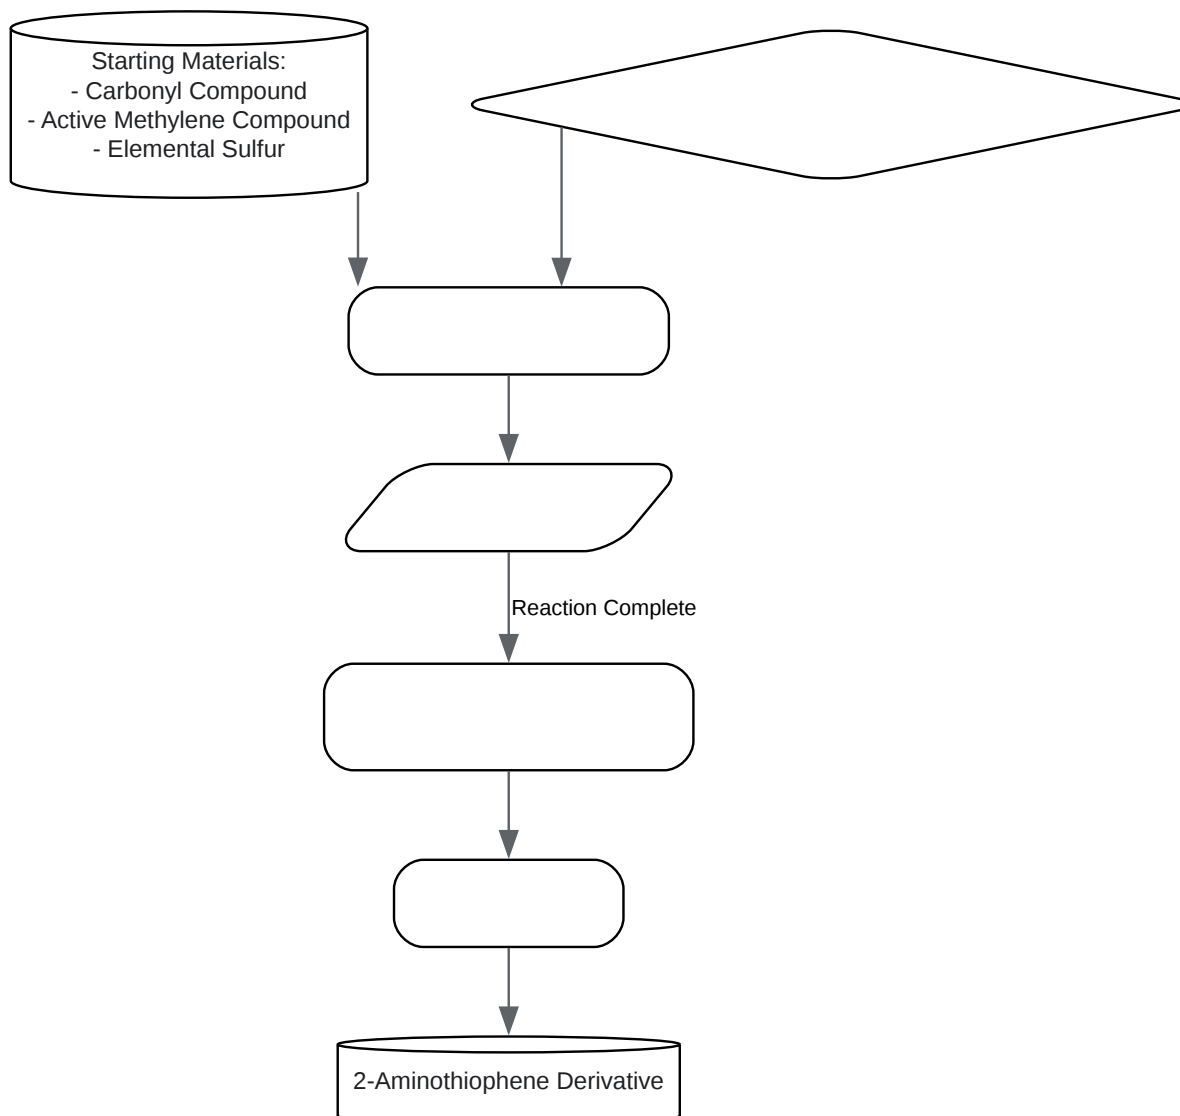 Starting Materials:
- Carbonyl Compound
- Active Methylene Compound
- Elemental Sulfur
Reaction Complete
2-Aminothiophene Derivative